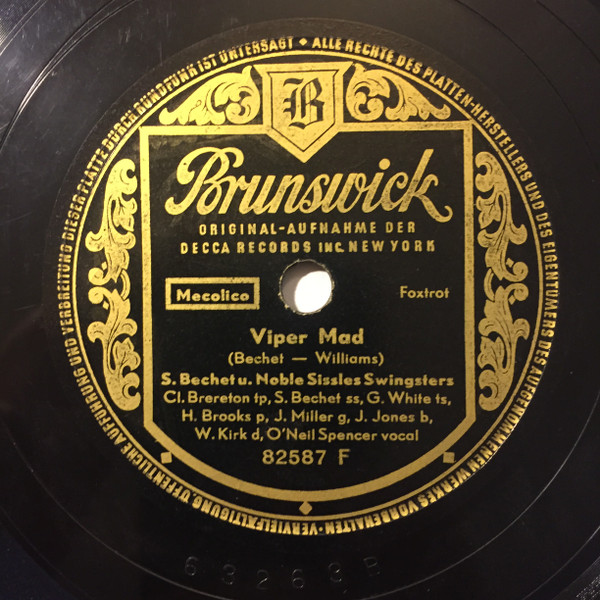 ALLE RECHTE DES PLATTEN-HERSTELLERS UND DES EIGENTÜMERS DES AUFGENOMMENEN WERKES VORBEHALTEN · VERVIELFÄLTIGUNG, ÖFFENTLICHE AUFFÜHRUNG UND VERBREITUNG DIESER PLATTE DURCH RUNDFUNK IST UNTERSAGT
B
Brunswick
ORIGINAL-AUFNAHME DER
DECCA RECORDS INC. NEW YORK
Mecolico
Foxtrot
Viper Mad
(Bechet — Williams)
S. Bechet u. Noble Sissles Swingsters
Cl. Brereton tp, S. Bechet ss, G. White ts,
H. Brooks p, J. Miller g, J. Jones b,
W. Kirk d, O'Neil Spencer vocal
82587 F
63269B